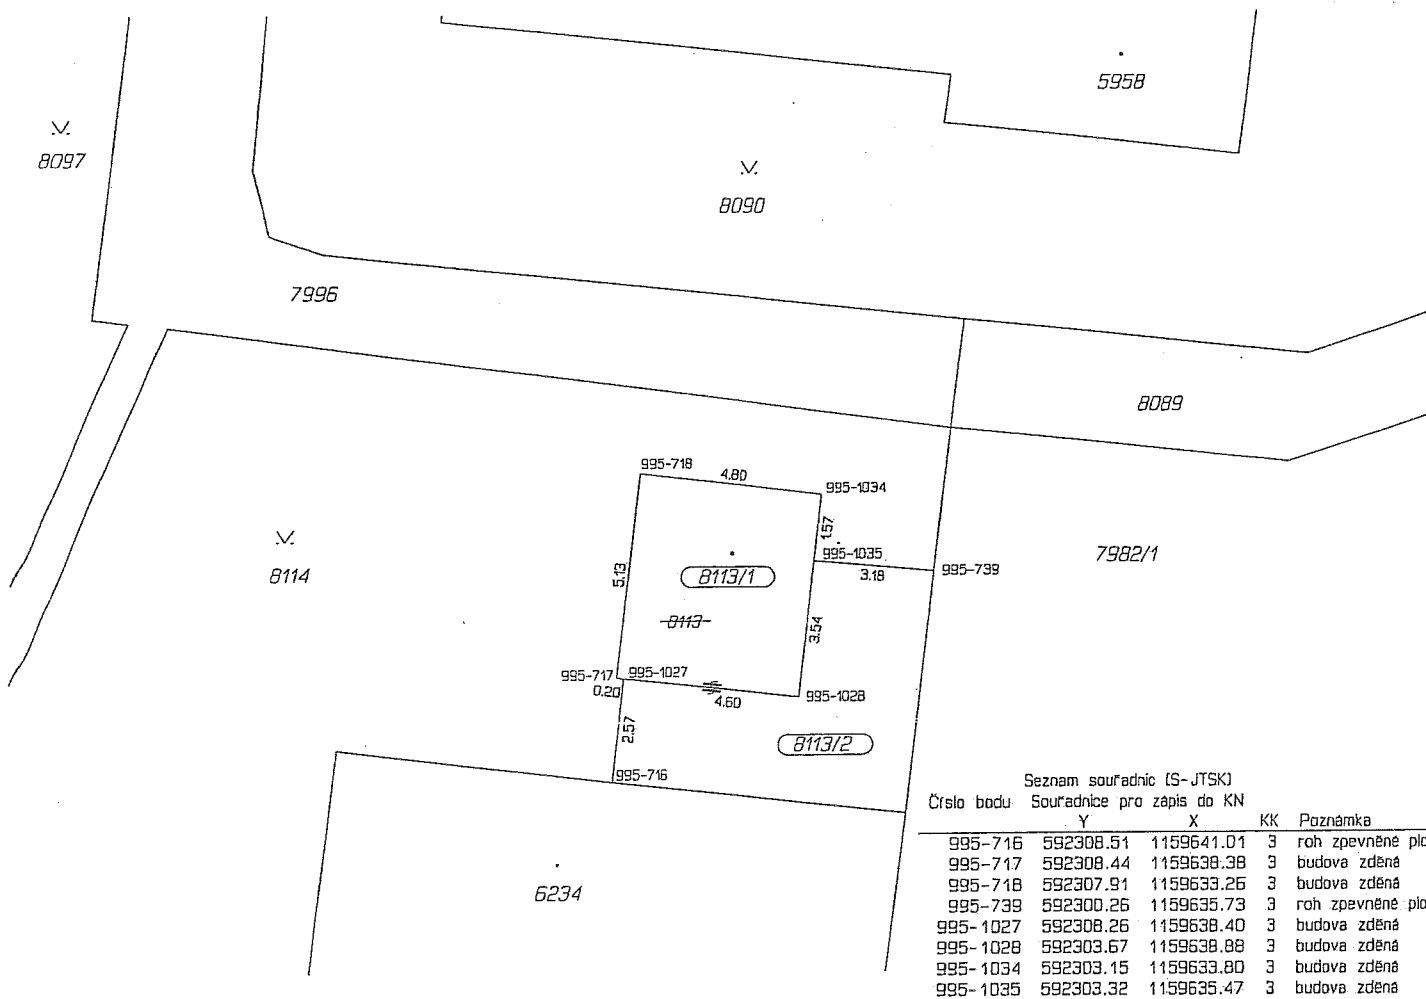 5958
8097
8090
7996
8089
995-718
4.80
995-1034
1.57
995-1035
7982/1
8114
5.13
8113/1
3.18
995-739
8113
3.54
995-717
995-1027
0.20
4.60
995-1028
2.57
8113/2
995-716
6234
Seznam souřadnic (S-JTSK)
Číslo bodu Souřadnice pro zápis do KN
Y X KK Poznámka
995-716 592308.51 1159641.01 3 roh zpevněné plo
995-717 592308.44 1159638.38 3 budova zděná
995-718 592307.91 1159633.26 3 budova zděná
995-739 592300.26 1159635.73 3 roh zpevněné plo
995-1027 592308.26 1159638.40 3 budova zděná
995-1028 592303.67 1159638.88 3 budova zděná
995-1034 592303.15 1159633.80 3 budova zděná
995-1035 592303.32 1159635.47 3 budova zděná